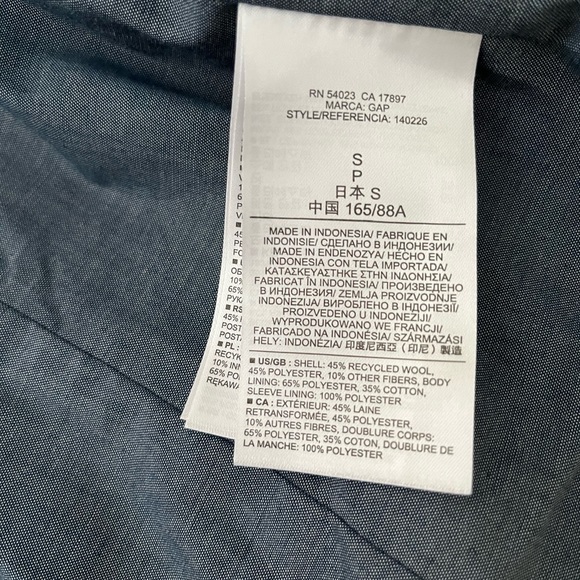 RN 54023 CA 17897
MARCA: GAP
STYLE/REFERENCIA: 140226
S
P
日本 S
中国 165/88A
MADE IN INDONESIA/ FABRIQUE EN
INDONISIE/ СДЕЛАНО В ИНДОНЕЗИИ/
MADE IN ENDENOZYA/ HECHO EN
INDONESIA CON TELA IMPORTADA/
ΚΑΤΑΣΚΕΥΑΣΤΗΚΕ ΣΤΗΝ ΙΝΔΩΝΗΣΙΑ/
FABRICAT ÎN INDONESIA/ ПРОИЗВЕДЕНО
В ИНДОНЕЗИЯ/ ZEMLJA PROIZVODNJE
INDONEZIJA/ ВИРОБЛЕНО В ІНДОНЕЗІЇ/
PROIZVEDENO U INDONEZIJI/
WYPRODUKOWANO WE FRANCJI/
FABRICADO NA INDONÉSIA/ SZÁRMAZÁSI
HELY: INDONÉZIA/ 印度尼西亞 (印尼) 製造
■ US/GB : SHELL: 45% RECYCLED WOOL,
45% POLYESTER, 10% OTHER FIBERS, BODY
LINING: 65% POLYESTER, 35% COTTON,
SLEEVE LINING: 100% POLYESTER
■ CA : EXTÉRIEUR: 45% LAINE
RETRANSFORMÉE, 45% POLYESTER,
10% AUTRES FIBRES, DOUBLURE CORPS:
65% POLYESTER, 35% COTON, DOUBLURE DE
LA MANCHE: 100% POLYESTER